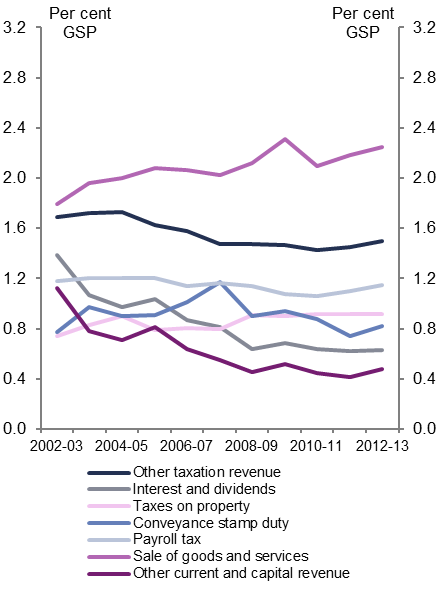 Per cent GSP
Per cent GSP
3.2
3.2
2.8
2.8
2.4
2.4
2.0
2.0
1.6
1.6
1.2
1.2
0.8
0.8
0.4
0.4
0.0
0.0
2002-03 2004-05 2006-07 2008-09 2010-11 2012-13
Other taxation revenue
Interest and dividends
Taxes on property
Conveyance stamp duty
Payroll tax
Sale of goods and services
Other current and capital revenue